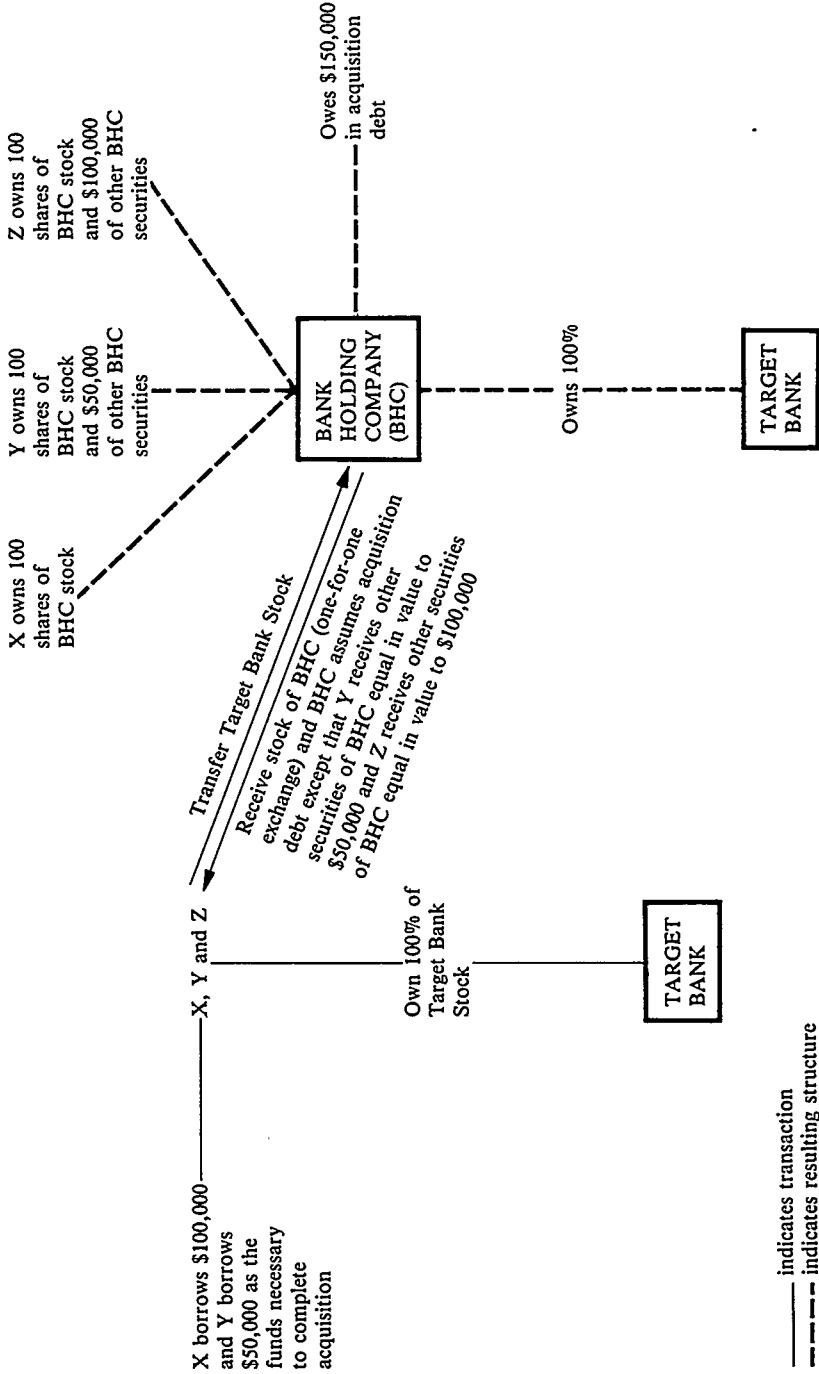 X borrows $100,000
and Y borrows
$50,000 as the
funds necessary
to complete
acquisition
X, Y and Z
Own 100% of
Target Bank
Stock
TARGET
BANK
Transfer Target Bank Stock
Receive stock of BHC (one-for-one
exchange) and BHC assumes acquisition
debt except that Y receives other
securities of BHC equal in value to
$50,000 and Z receives other securities
of BHC equal in value to $100,000
X owns 100
shares of
BHC stock
Y owns 100
shares of
BHC stock
and $50,000
of other BHC
securities
Z owns 100
shares of
BHC stock
and $100,000
of other BHC
securities
BANK
HOLDING
COMPANY
(BHC)
Owes $150,000
in acquisition
debt
Owns 100%
TARGET
BANK
indicates transaction
indicates resulting structure